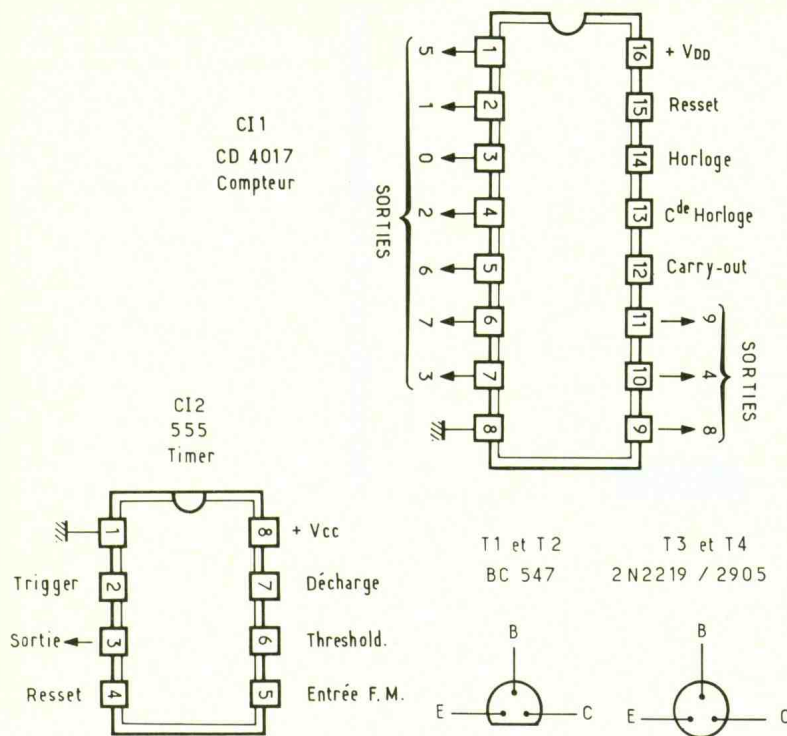 CI1
CD 4017
Compteur
5 1 16 + VDD
1 2 15 Resset
0 3 14 Horloge
2 4 13 Cde Horloge
6 5 12 Carry-out
7 6 11 9
3 7 10 4
8 9 8
SORTIES
SORTIES
CI2
555
Timer
1 8 + Vcc
Trigger 2 7 Décharge
Sortie 3 6 Threshold.
Resset 4 5 Entrée F.M.
T1 et T2
BC 547
B
E C
T3 et T4
2N2219 / 2905
B
E C